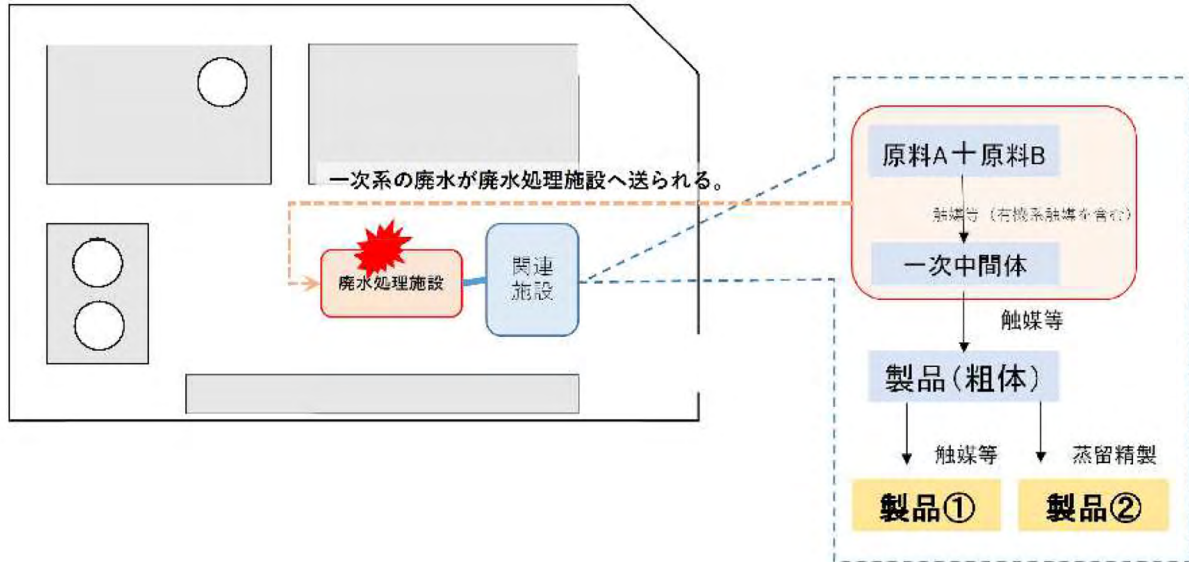 一次系の廃水が廃水処理施設へ送られる。
廃水処理施設
関連
施設
原料A＋原料B
触媒等（有機系触媒を含む）
一次中間体
触媒等
製品（粗体）
触媒等
蒸留精製
製品①
製品②